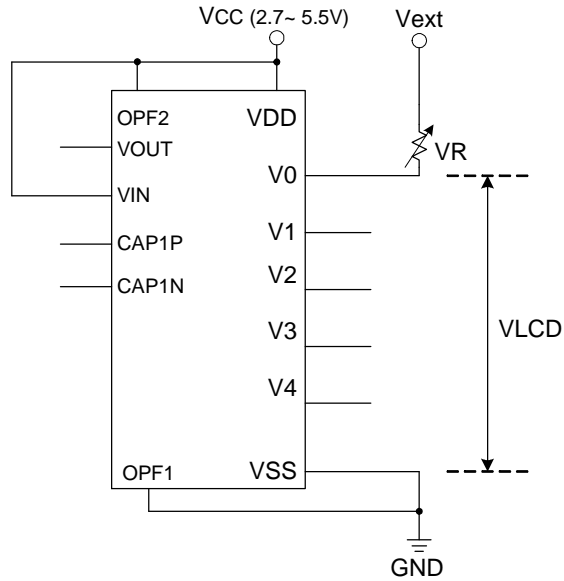 VCC (2.7~ 5.5V)
Vext
OPF2
VDD
VOUT
VR
V0
VIN
V1
CAP1P
V2
CAP1N
VLCD
V3
V4
OPF1
VSS
GND